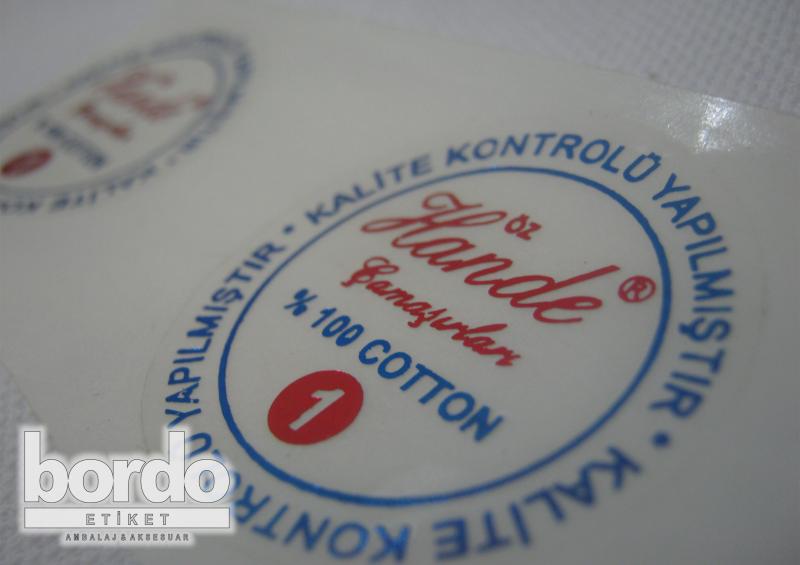 KALİTE KONTROLÜ YAPILMIŞTIR • KALİTE KONTROLÜ YAPILMIŞTIR •
ÖZ
Hande ®
Çamaşırları
% 100 COTTON
1
bordo
ETİKET
AMBALAJ & AKSESUAR